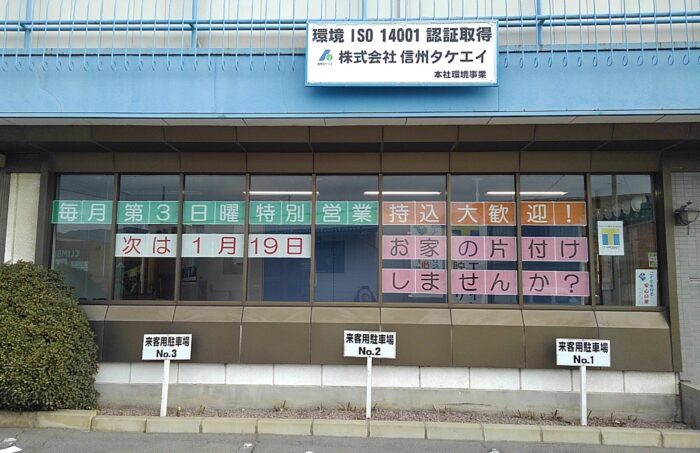 環境 ISO 14001 認証取得
株式会社 信州タケエイ
本社環境事業
毎月第3日曜特別営業 持込大歓迎!
次は1月19日
お家の片付け
しませんか?
来客用駐車場
No.3
来客用駐車場
No.2
来客用駐車場
No.1